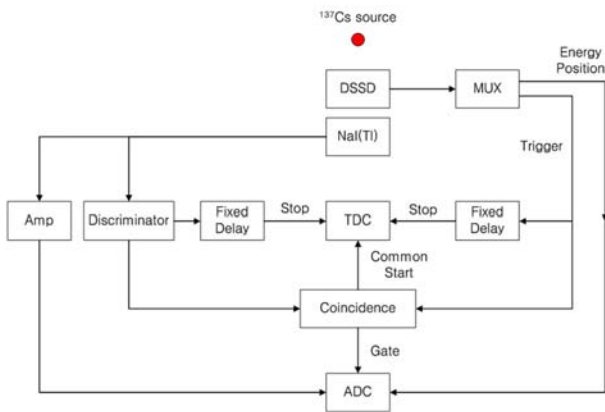 ¹³⁷Cs source
Energy
Position
DSSD
MUX
NaI(Tl)
Trigger
Amp
Discriminator
Fixed
Delay
Stop
TDC
Stop
Fixed
Delay
Common
Start
Coincidence
Gate
ADC